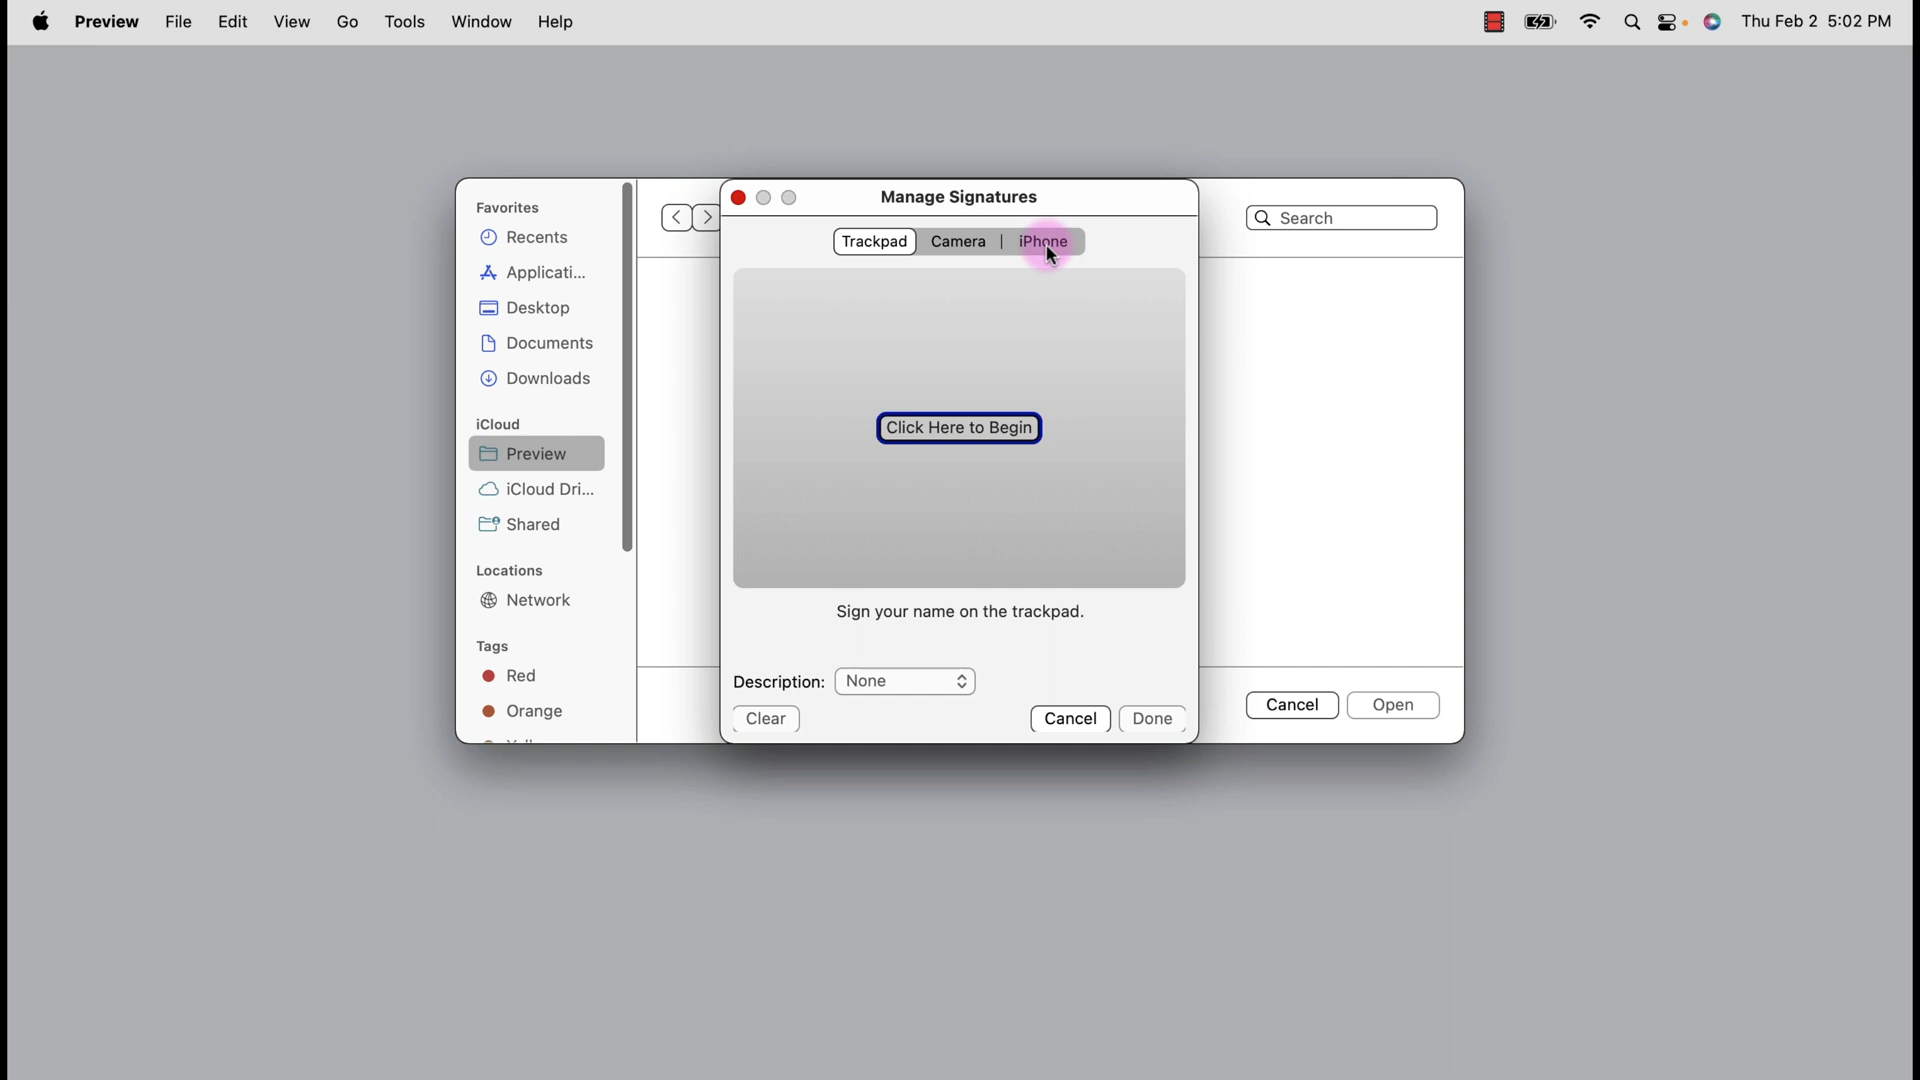 Preview File Edit View Go Tools Window Help Thu Feb 2 5:02 PM
Favorites
Recents
Applicati...
Desktop
Documents
Downloads
iCloud
Preview
iCloud Dri...
Shared
Locations
Network
Tags
Red
Orange
Manage Signatures
Trackpad Camera | iPhone
Click Here to Begin
Sign your name on the trackpad.
Description: None
Clear Cancel Done
Search
Cancel Open